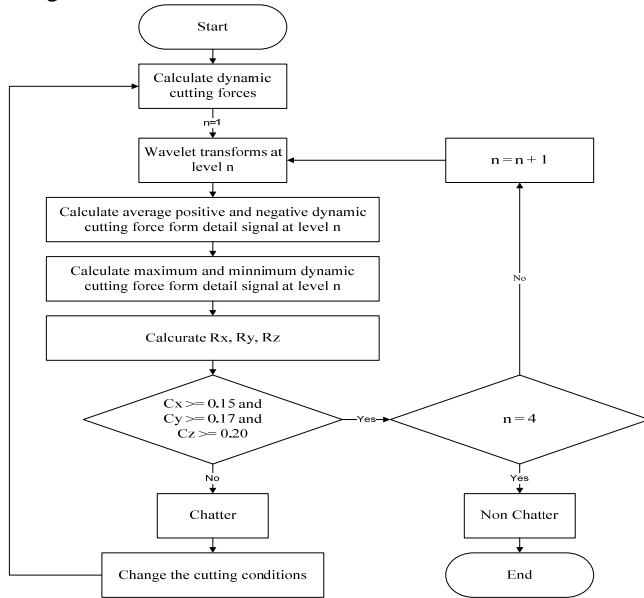 Start
Calculate dynamic
cutting forces
n=1
Wavelet transforms at
level n
n = n + 1
Calculate average positive and negative dynamic
cutting force form detail signal at level n
Calculate maximum and minnimum dynamic
cutting force form detail signal at level n
No
Calcurate Rx, Ry, Rz
Cx >= 0.15 and
Cy >= 0.17 and
Cz >= 0.20
Yes
n = 4
No
Yes
Chatter
Non Chatter
Change the cutting conditions
End